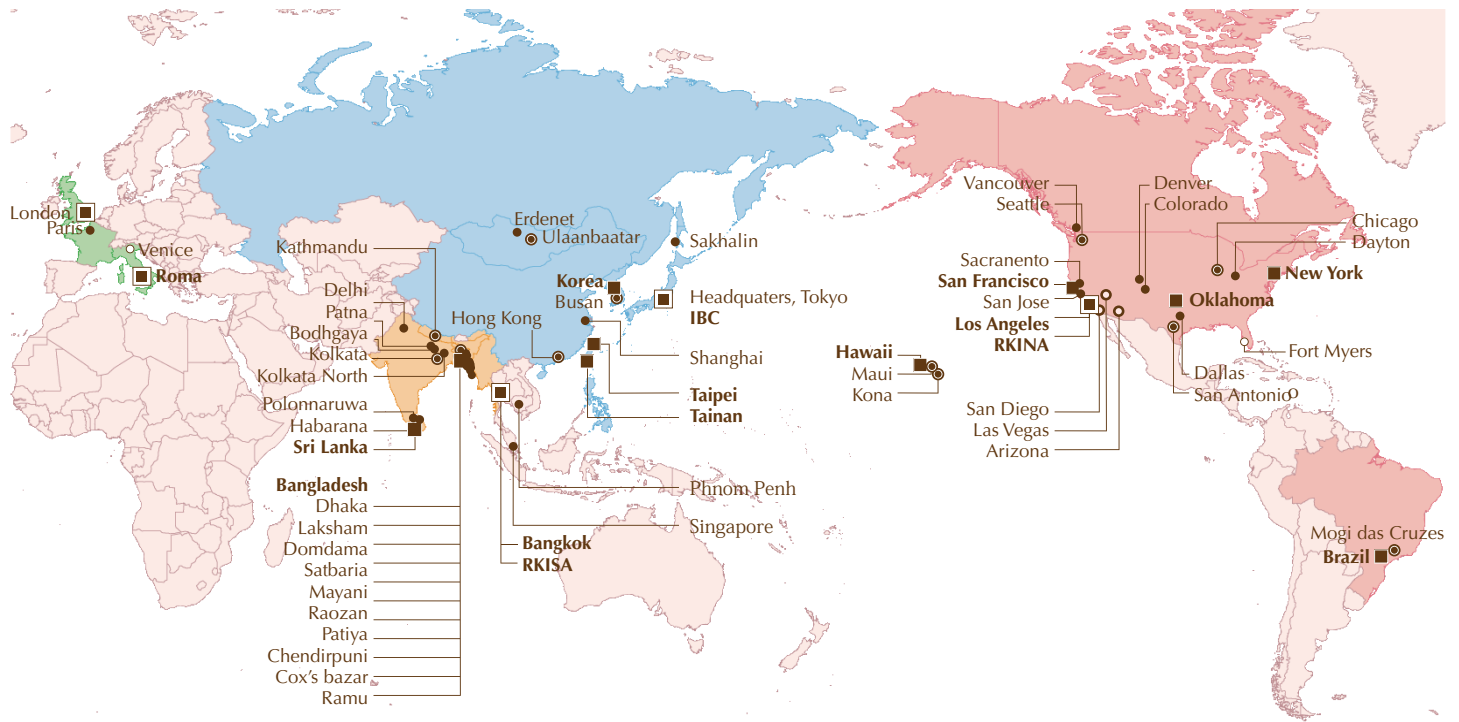 London
Paris
Venice
Roma
Kathmandu
Delhi
Patna
Bodhgaya
Kolkata
Kolkata North
Polonnaruwa
Habarana
Sri Lanka
Bangladesh
Dhaka
Laksham
Domdama
Satbaria
Mayani
Raozan
Patiya
Chendirpuni
Cox's bazar
Ramu
Erdenet
Ulaanbaatar
Sakhalin
Korea
Busan
Headquaters, Tokyo
IBC
Hong Kong
Shanghai
Taipei
Tainan
Phnom Penh
Singapore
Bangkok
RKISA
Hawaii
Maui
Kona
Vancouver
Seattle
Denver
Colorado
Chicago
Dayton
Sacranento
San Francisco
San Jose
Los Angeles
RKINA
New York
Oklahoma
Fort Myers
Dallas
San Antonio
San Diego
Las Vegas
Arizona
Mogi das Cruzes
Brazil